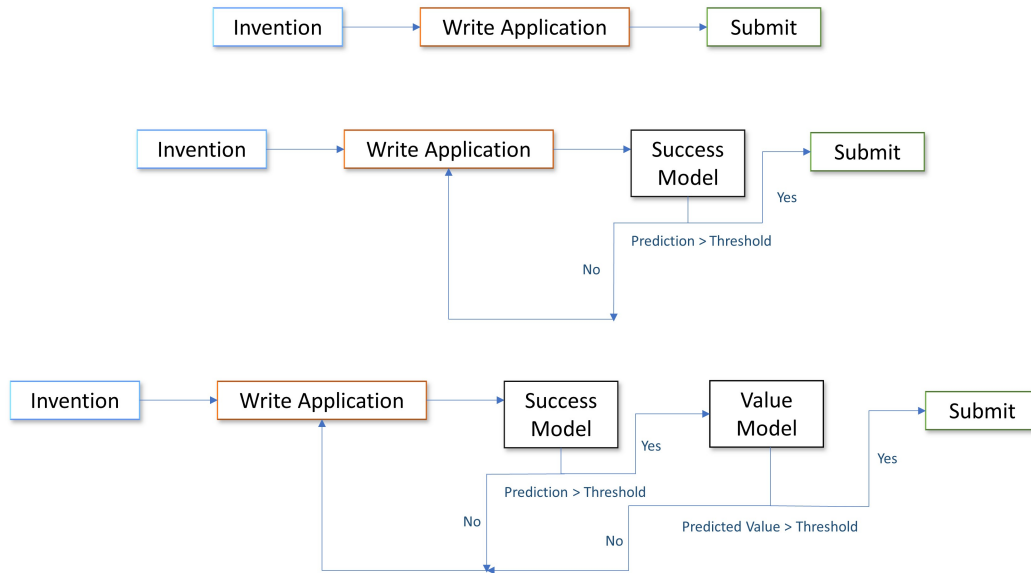 Invention
Write Application
Submit
Invention
Write Application
Success
Model
Submit
Yes
Prediction > Threshold
No
Invention
Write Application
Success
Model
Value
Model
Submit
Yes
Yes
Prediction > Threshold
No
Predicted Value > Threshold
No